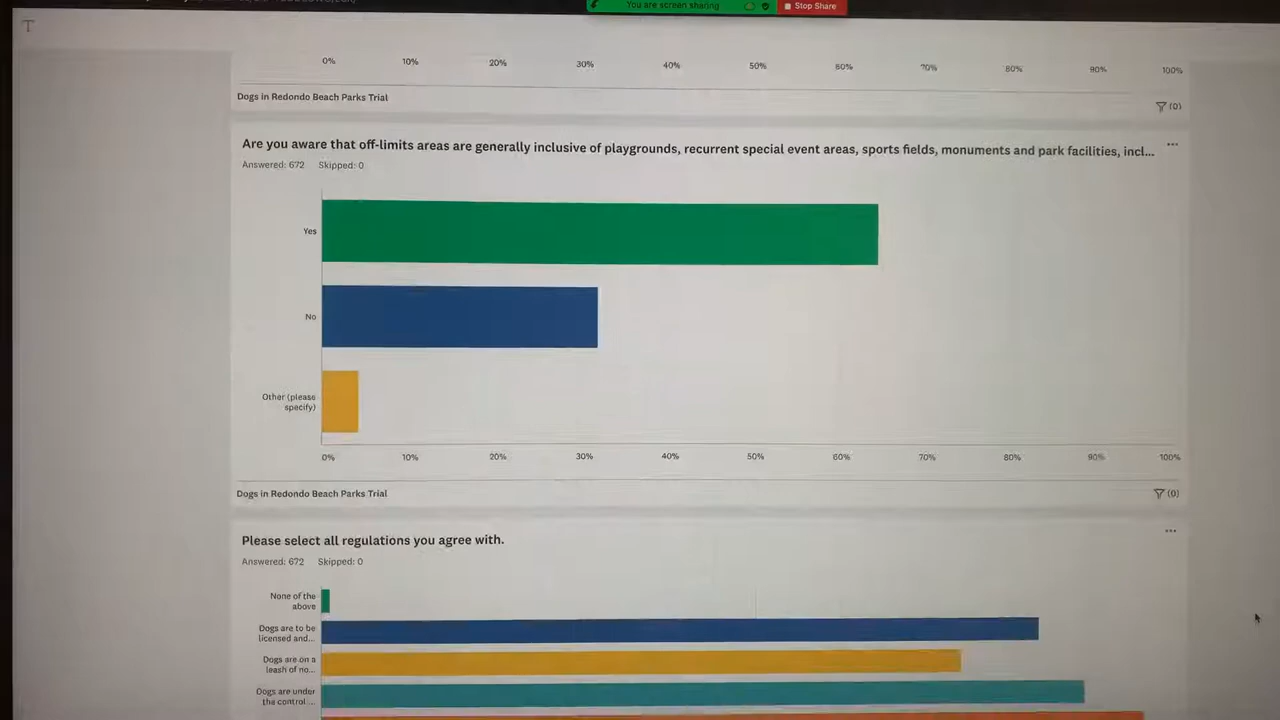 You are screen sharing
Stop Share
T
0% 10% 20% 30% 40% 50% 60% 70% 80% 90% 100%
Dogs in Redondo Beach Parks Trial
(0)
Are you aware that off-limits areas are generally inclusive of playgrounds, recurrent special event areas, sports fields, monuments and park facilities, incl...
Answered: 672 Skipped: 0
Yes
No
Other (please
specify)
0% 10% 20% 30% 40% 50% 60% 70% 80% 90% 100%
Dogs in Redondo Beach Parks Trial
(0)
Please select all regulations you agree with.
Answered: 672 Skipped: 0
None of the
above
Dogs are to be
licensed and...
Dogs are on a
leash of no...
Dogs are under
the control ...